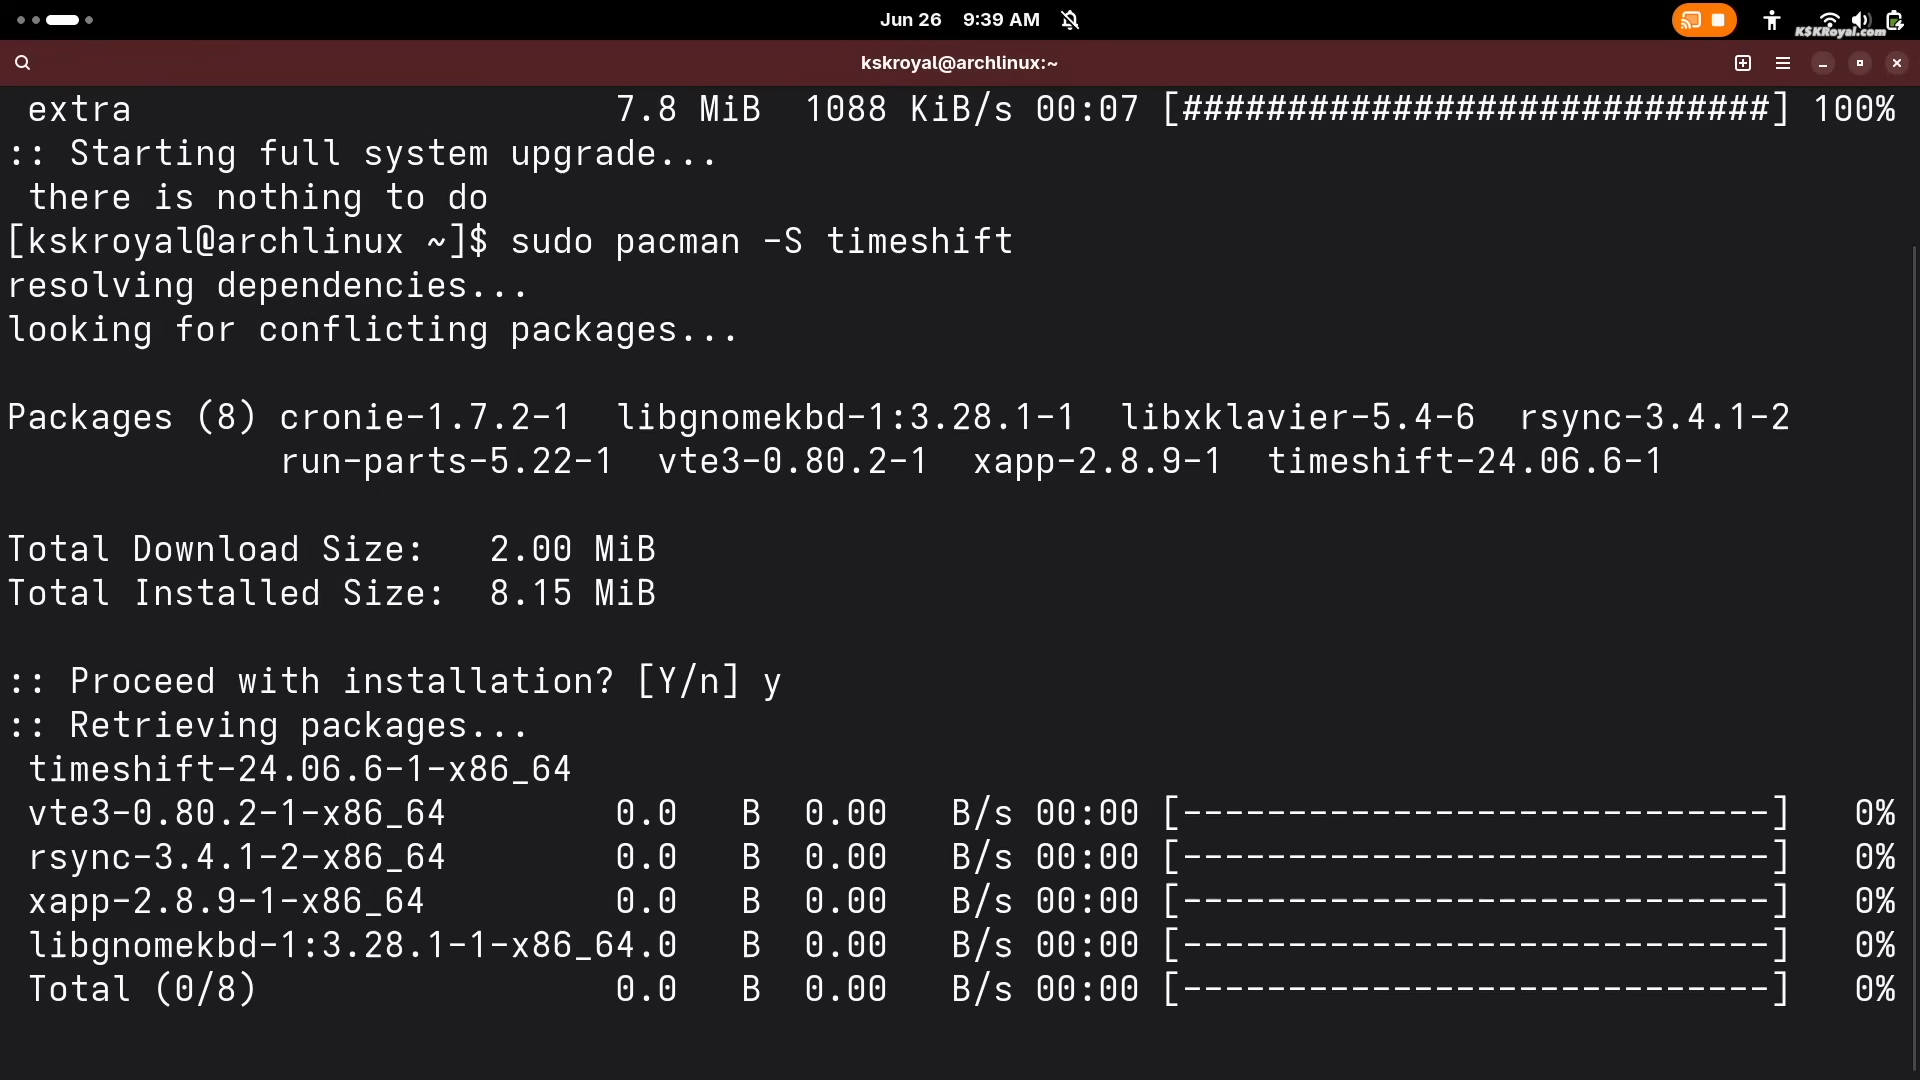 Jun 26 9:39 AM
KSKRoyal.com
kskroyal@archlinux:~
extra 7.8 MiB 1088 KiB/s 00:07 [############################] 100%
:: Starting full system upgrade...
there is nothing to do
[kskroyal@archlinux ~]$ sudo pacman -S timeshift
resolving dependencies...
looking for conflicting packages...
Packages (8) cronie-1.7.2-1 libgnomekbd-1:3.28.1-1 libxklavier-5.4-6 rsync-3.4.1-2
run-parts-5.22-1 vte3-0.80.2-1 xapp-2.8.9-1 timeshift-24.06.6-1
Total Download Size: 2.00 MiB
Total Installed Size: 8.15 MiB
:: Proceed with installation? [Y/n] y
:: Retrieving packages...
timeshift-24.06.6-1-x86_64
vte3-0.80.2-1-x86_64 0.0 B 0.00 B/s 00:00 [----------------------------] 0%
rsync-3.4.1-2-x86_64 0.0 B 0.00 B/s 00:00 [----------------------------] 0%
xapp-2.8.9-1-x86_64 0.0 B 0.00 B/s 00:00 [----------------------------] 0%
libgnomekbd-1:3.28.1-1-x86_64.0 B 0.00 B/s 00:00 [----------------------------] 0%
Total (0/8) 0.0 B 0.00 B/s 00:00 [----------------------------] 0%